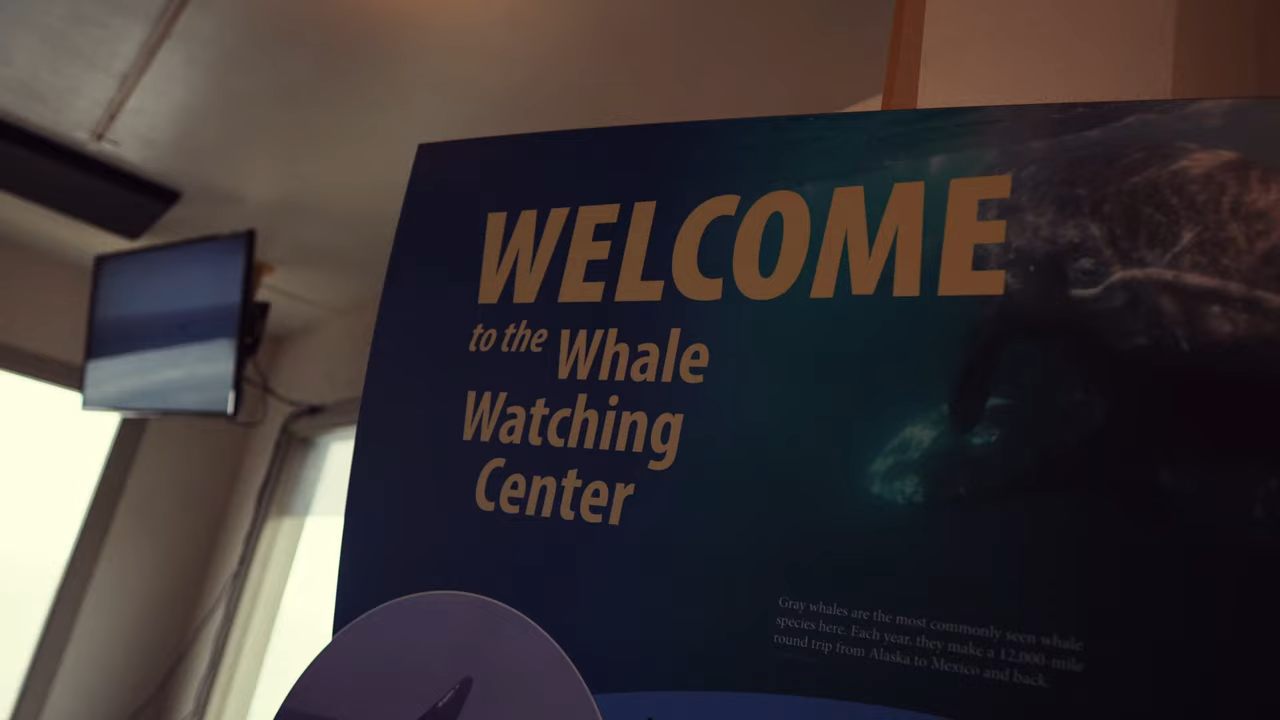 WELCOME
to the Whale
Watching
Center
Gray whales are the most commonly seen whale
species here. Each year, they make a 12,000-mile
round trip from Alaska to Mexico and back.